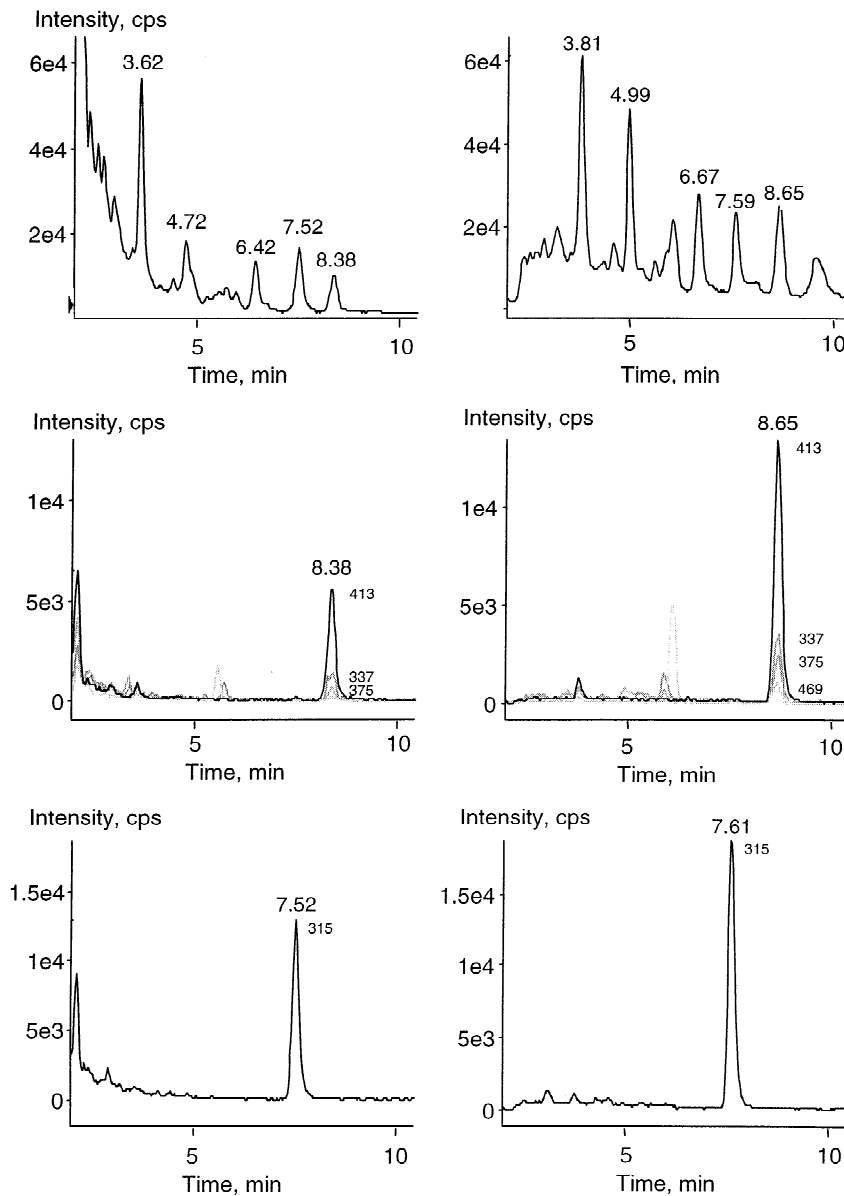 Intensity, cps
6e4
4e4
2e4
3.62
4.72
6.42
7.52
8.38
5
10
Time, min
6e4
4e4
2e4
3.81
4.99
6.67
7.59
8.65
5
10
Time, min
Intensity, cps
1e4
5e3
0
8.38
413
337
375
5
10
Time, min
Intensity, cps
1e4
5e3
0
8.65
413
337
375
469
5
10
Time, min
Intensity, cps
1.5e4
1e4
5e3
0
7.52
315
5
10
Time, min
Intensity, cps
1.5e4
1e4
5e3
0
7.61
315
5
10
Time, min